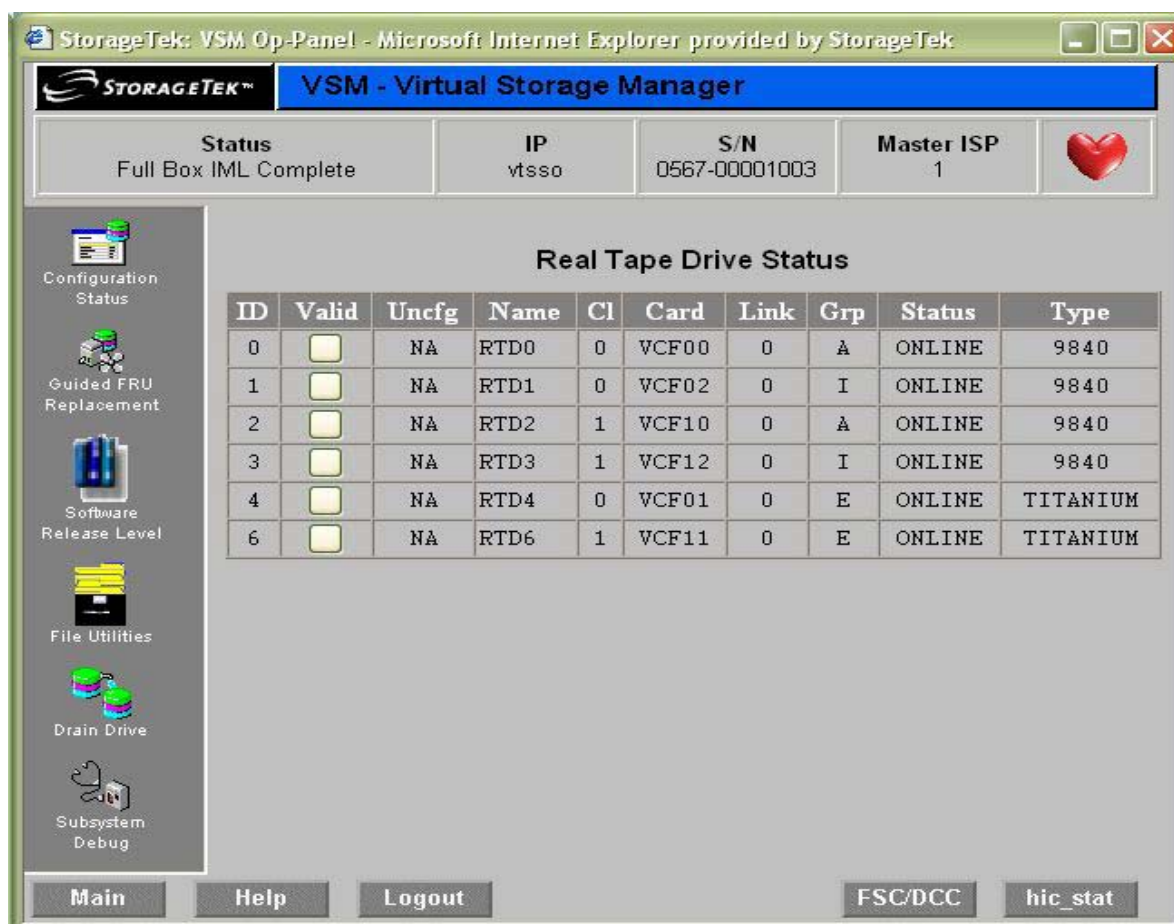 StorageTek: VSM Op-Panel - Microsoft Internet Explorer provided by StorageTek
STORAGETEK™ VSM - Virtual Storage Manager
Status IP S/N Master ISP
Full Box IML Complete vtsso 0567-00001003 1
Configuration
Status
Guided FRU
Replacement
Software
Release Level
File Utilities
Drain Drive
Subsystem
Debug
Real Tape Drive Status
ID Valid Uncfg Name Cl Card Link Grp Status Type
0 NA RTD0 0 VCF00 0 A ONLINE 9840
1 NA RTD1 0 VCF02 0 I ONLINE 9840
2 NA RTD2 1 VCF10 0 A ONLINE 9840
3 NA RTD3 1 VCF12 0 I ONLINE 9840
4 NA RTD4 0 VCF01 0 E ONLINE TITANIUM
6 NA RTD6 1 VCF11 0 E ONLINE TITANIUM
Main Help Logout FSC/DCC hic_stat